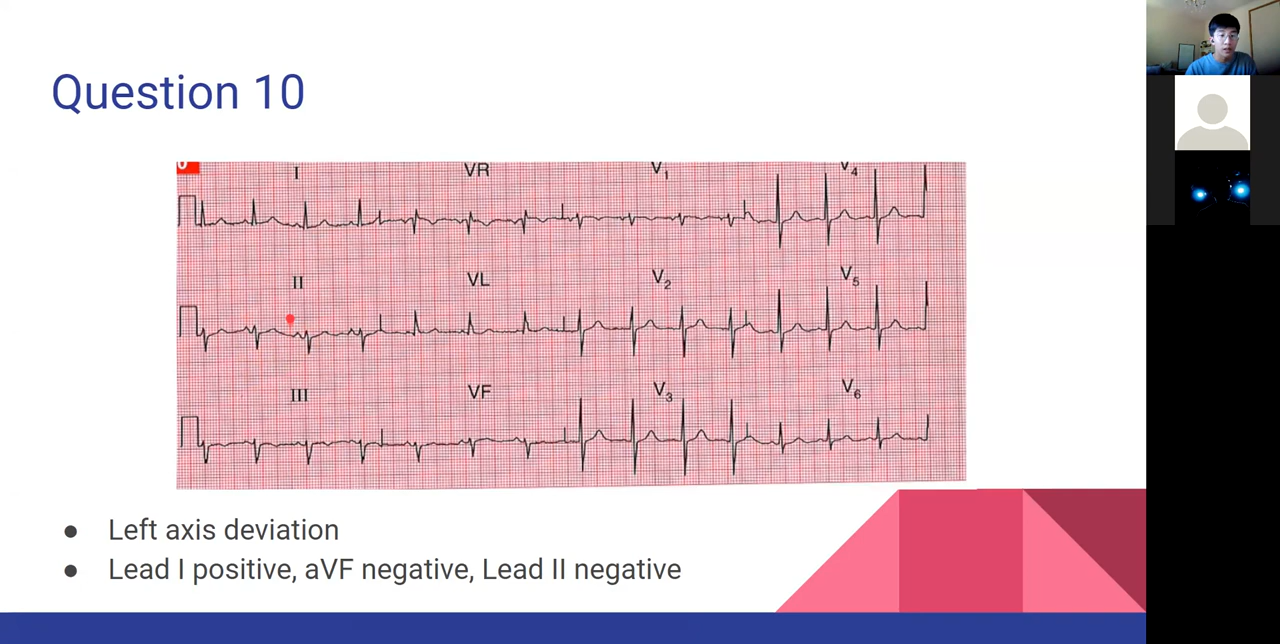 Question 10
I VR V1 V4
II VL V2 V5
III VF V3 V6
● Left axis deviation
● Lead I positive, aVF negative, Lead II negative